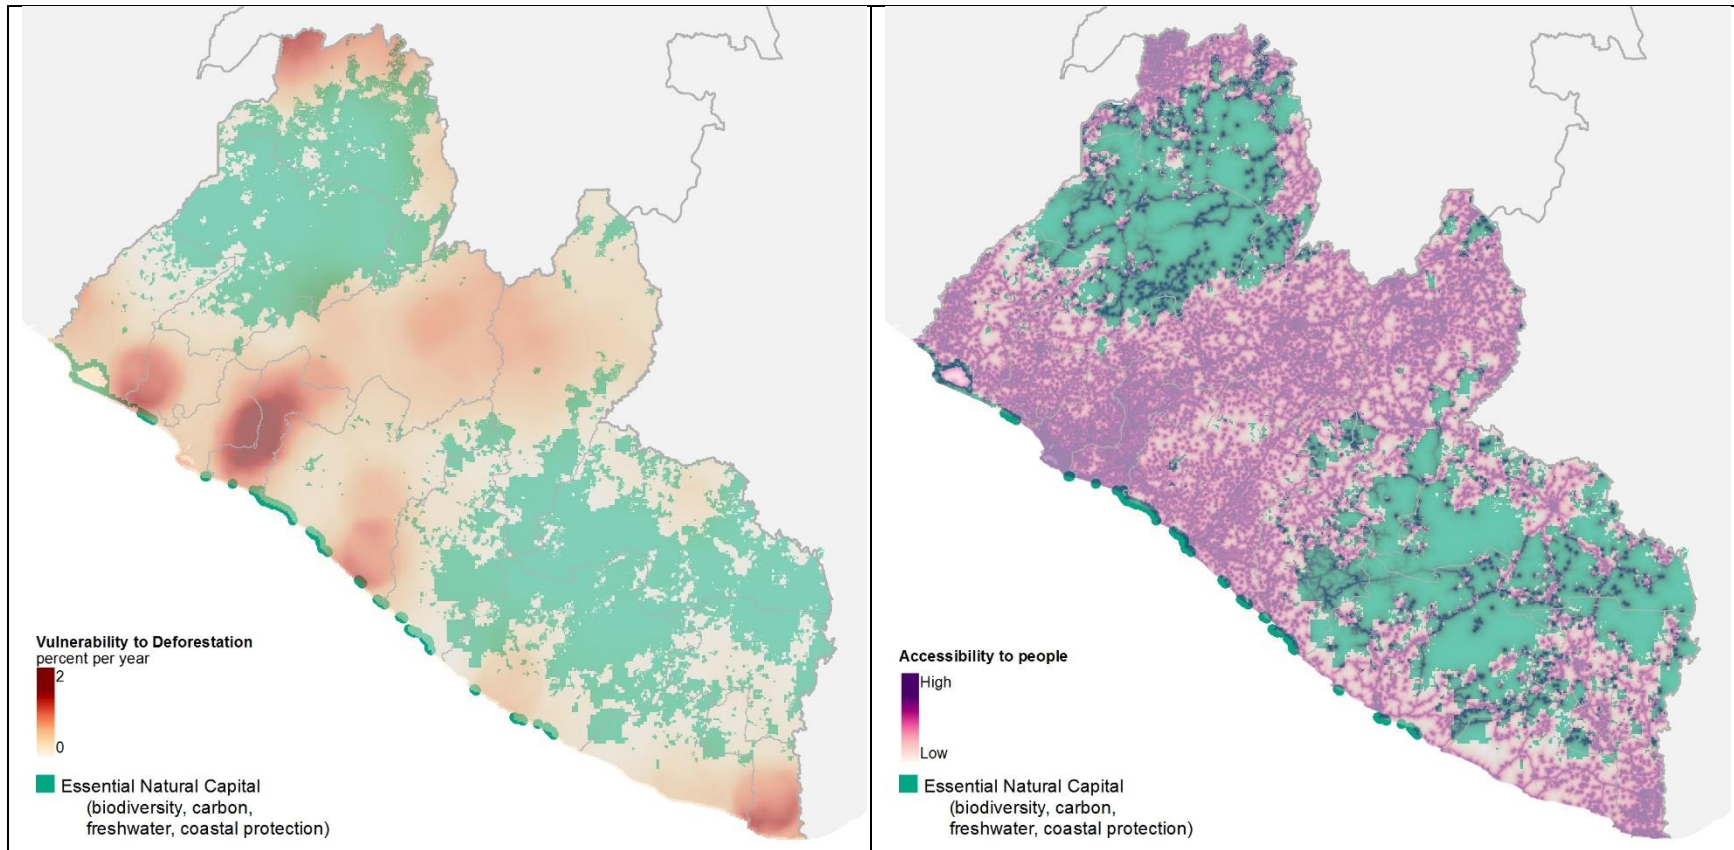 Vulnerability to Deforestation
percent per year
2
0
Essential Natural Capital
(biodiversity, carbon,
freshwater, coastal protection)
Accessibility to people
High
Low
Essential Natural Capital
(biodiversity, carbon,
freshwater, coastal protection)